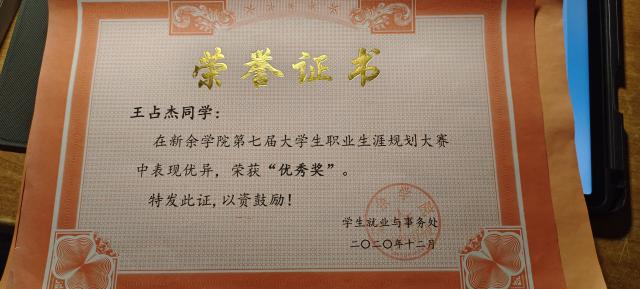 荣誉证书
王占杰同学：
在新余学院第七届大学生职业生涯规划大赛
中表现优异，荣获“优秀奖”。
特发此证，以资鼓励！
学生就业与事务处
二〇二〇年十二月